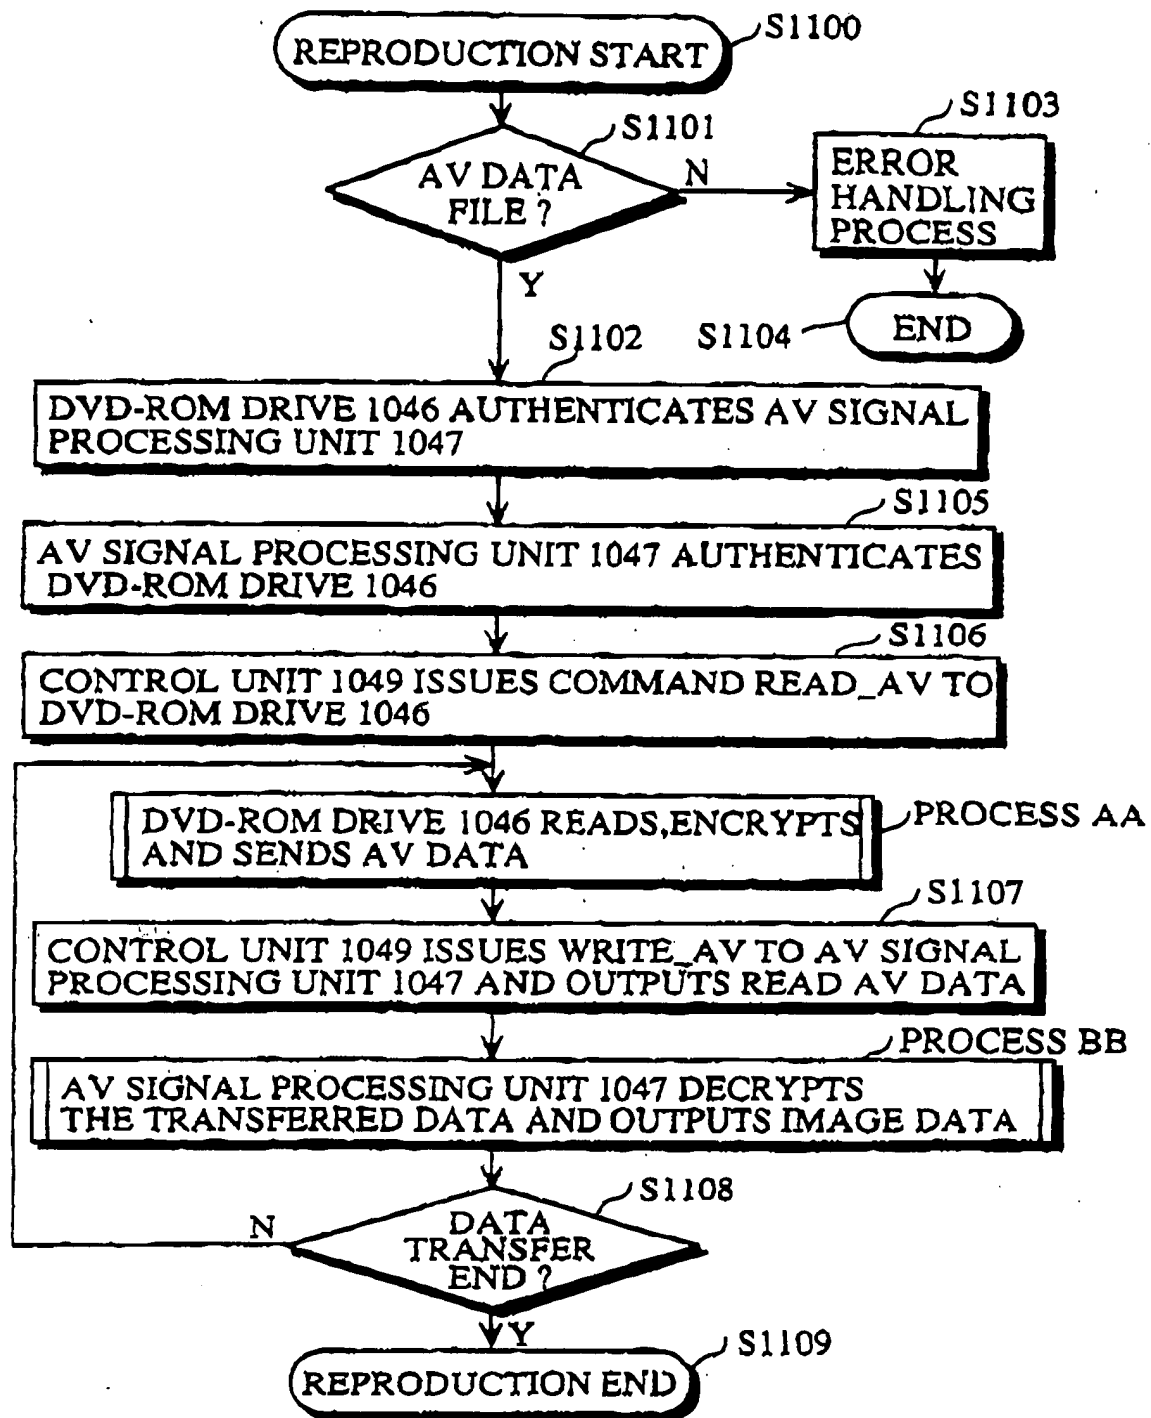 REPRODUCTION START
S1100
S1101
AV DATA
FILE ?
N
Y
S1103
ERROR
HANDLING
PROCESS
S1104
END
S1102
DVD-ROM DRIVE 1046 AUTHENTICATES AV SIGNAL
PROCESSING UNIT 1047
S1105
AV SIGNAL PROCESSING UNIT 1047 AUTHENTICATES
DVD-ROM DRIVE 1046
S1106
CONTROL UNIT 1049 ISSUES COMMAND READ_AV TO
DVD-ROM DRIVE 1046
DVD-ROM DRIVE 1046 READS,ENCRYPTS
AND SENDS AV DATA
PROCESS AA
S1107
CONTROL UNIT 1049 ISSUES WRITE_AV TO AV SIGNAL
PROCESSING UNIT 1047 AND OUTPUTS READ AV DATA
PROCESS BB
AV SIGNAL PROCESSING UNIT 1047 DECRYPTS
THE TRANSFERRED DATA AND OUTPUTS IMAGE DATA
S1108
N
DATA
TRANSFER
END ?
Y
S1109
REPRODUCTION END